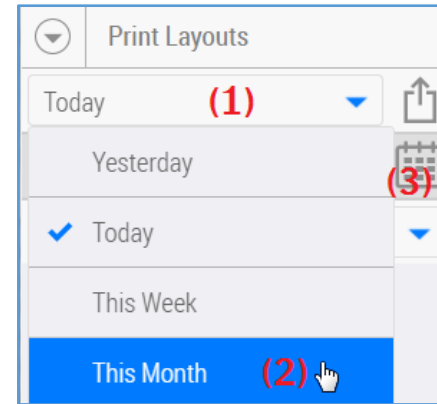 Print Layouts
Today (1)
Yesterday
(3)
Today
This Week
This Month (2)